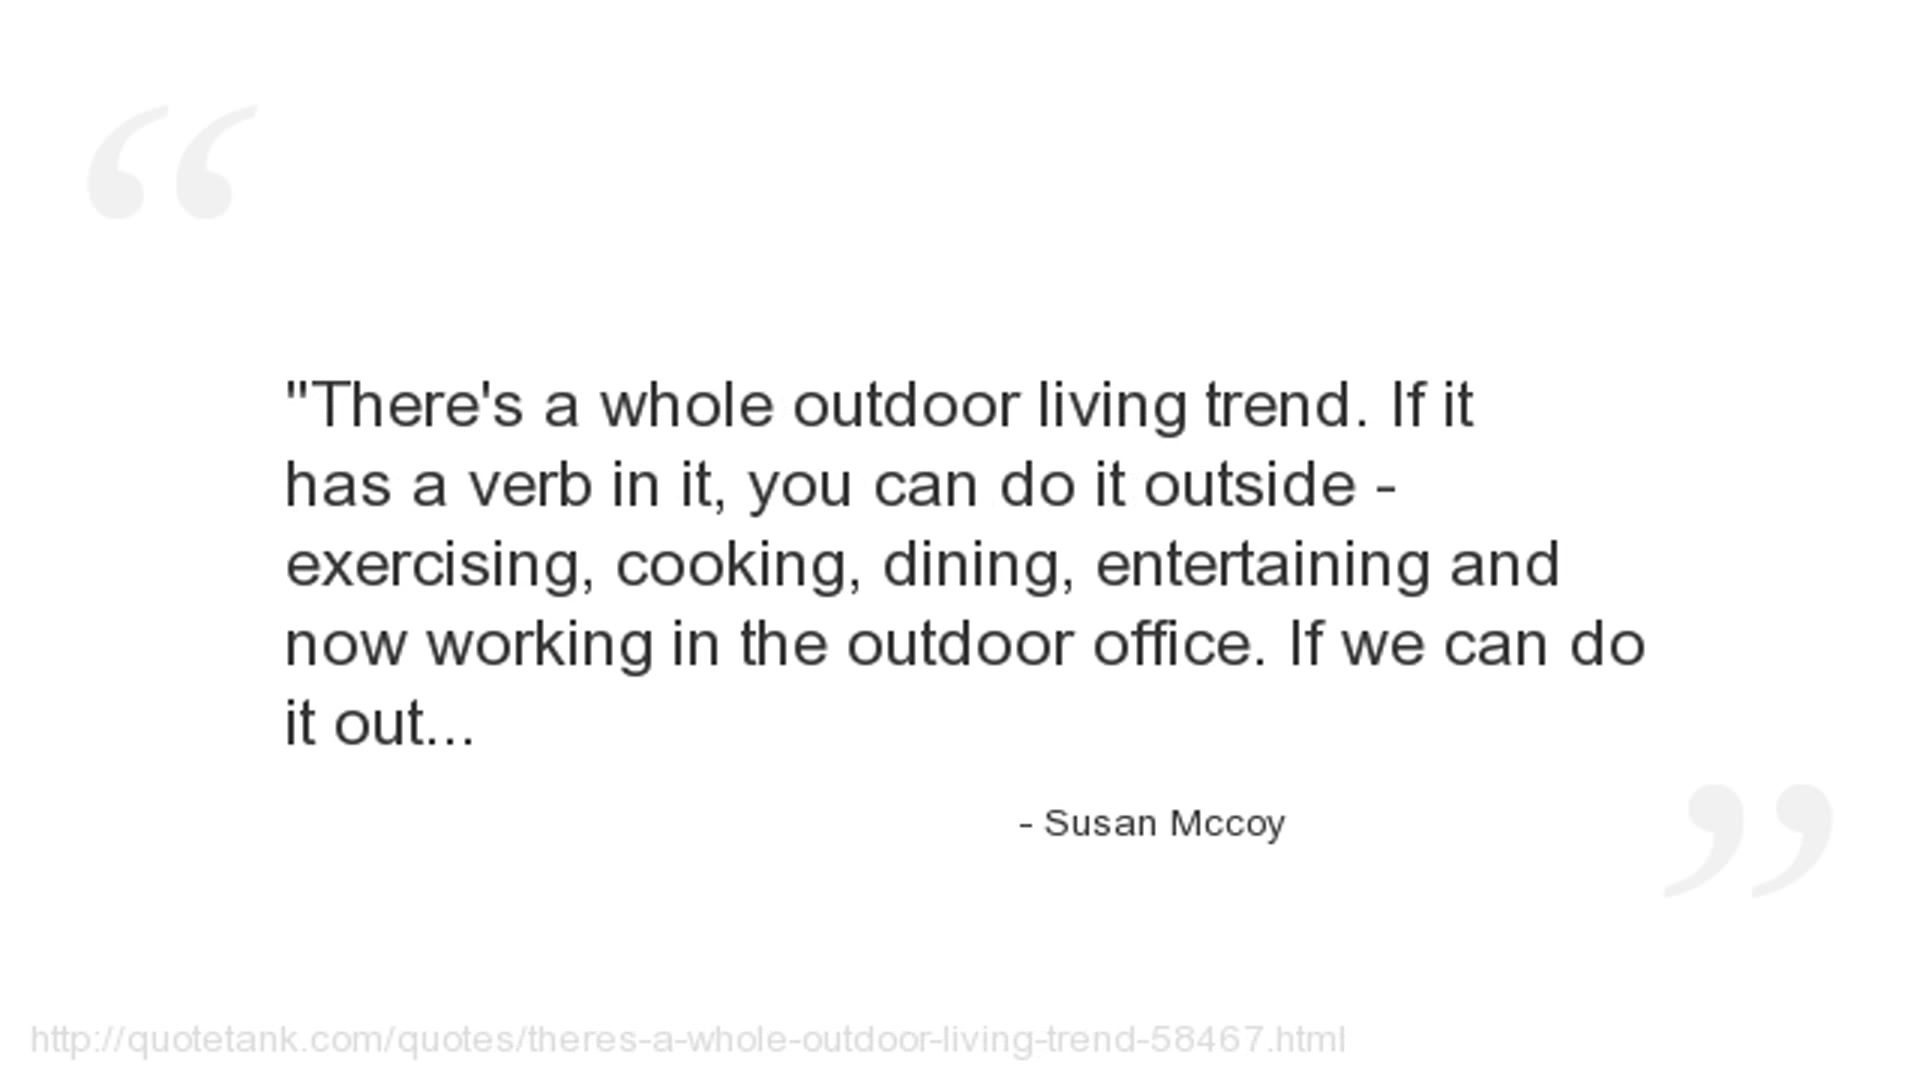 "There's a whole outdoor living trend. If it
has a verb in it, you can do it outside -
exercising, cooking, dining, entertaining and
now working in the outdoor office. If we can do
it out...
- Susan Mccoy
http://quotetank.com/quotes/theres-a-whole-outdoor-living-trend-58467.html